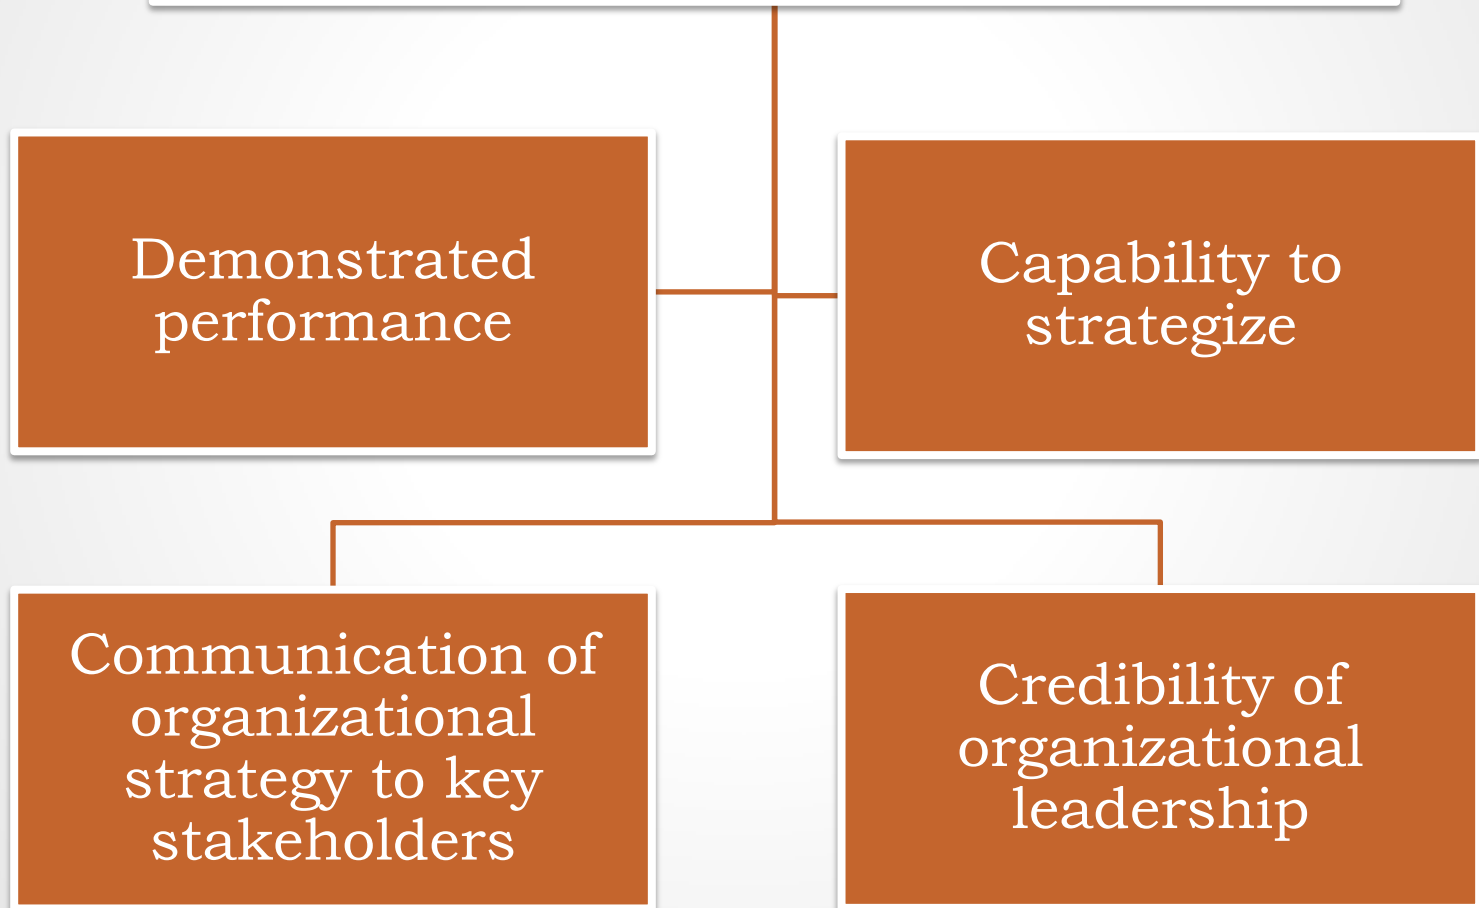 Demonstrated
performance
Capability to
strategize
Communication of
organizational
strategy to key
stakeholders
Credibility of
organizational
leadership